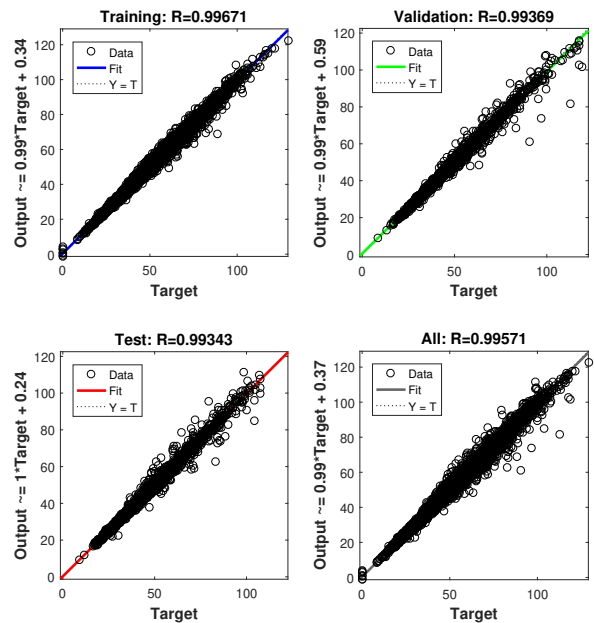 Training: R=0.99671
Output ~= 0.99*Target + 0.34
120
100
80
60
40
20
0
Data
Fit
Y = T
0
50
100
Target
Validation: R=0.99369
Output ~= 0.99*Target + 0.59
120
100
80
60
40
20
0
Data
Fit
Y = T
0
50
100
Target
Test: R=0.99343
Output ~= 1*Target + 0.24
120
100
80
60
40
20
0
Data
Fit
Y = T
0
50
100
Target
All: R=0.99571
Output ~= 0.99*Target + 0.37
120
100
80
60
40
20
0
Data
Fit
Y = T
0
50
100
Target